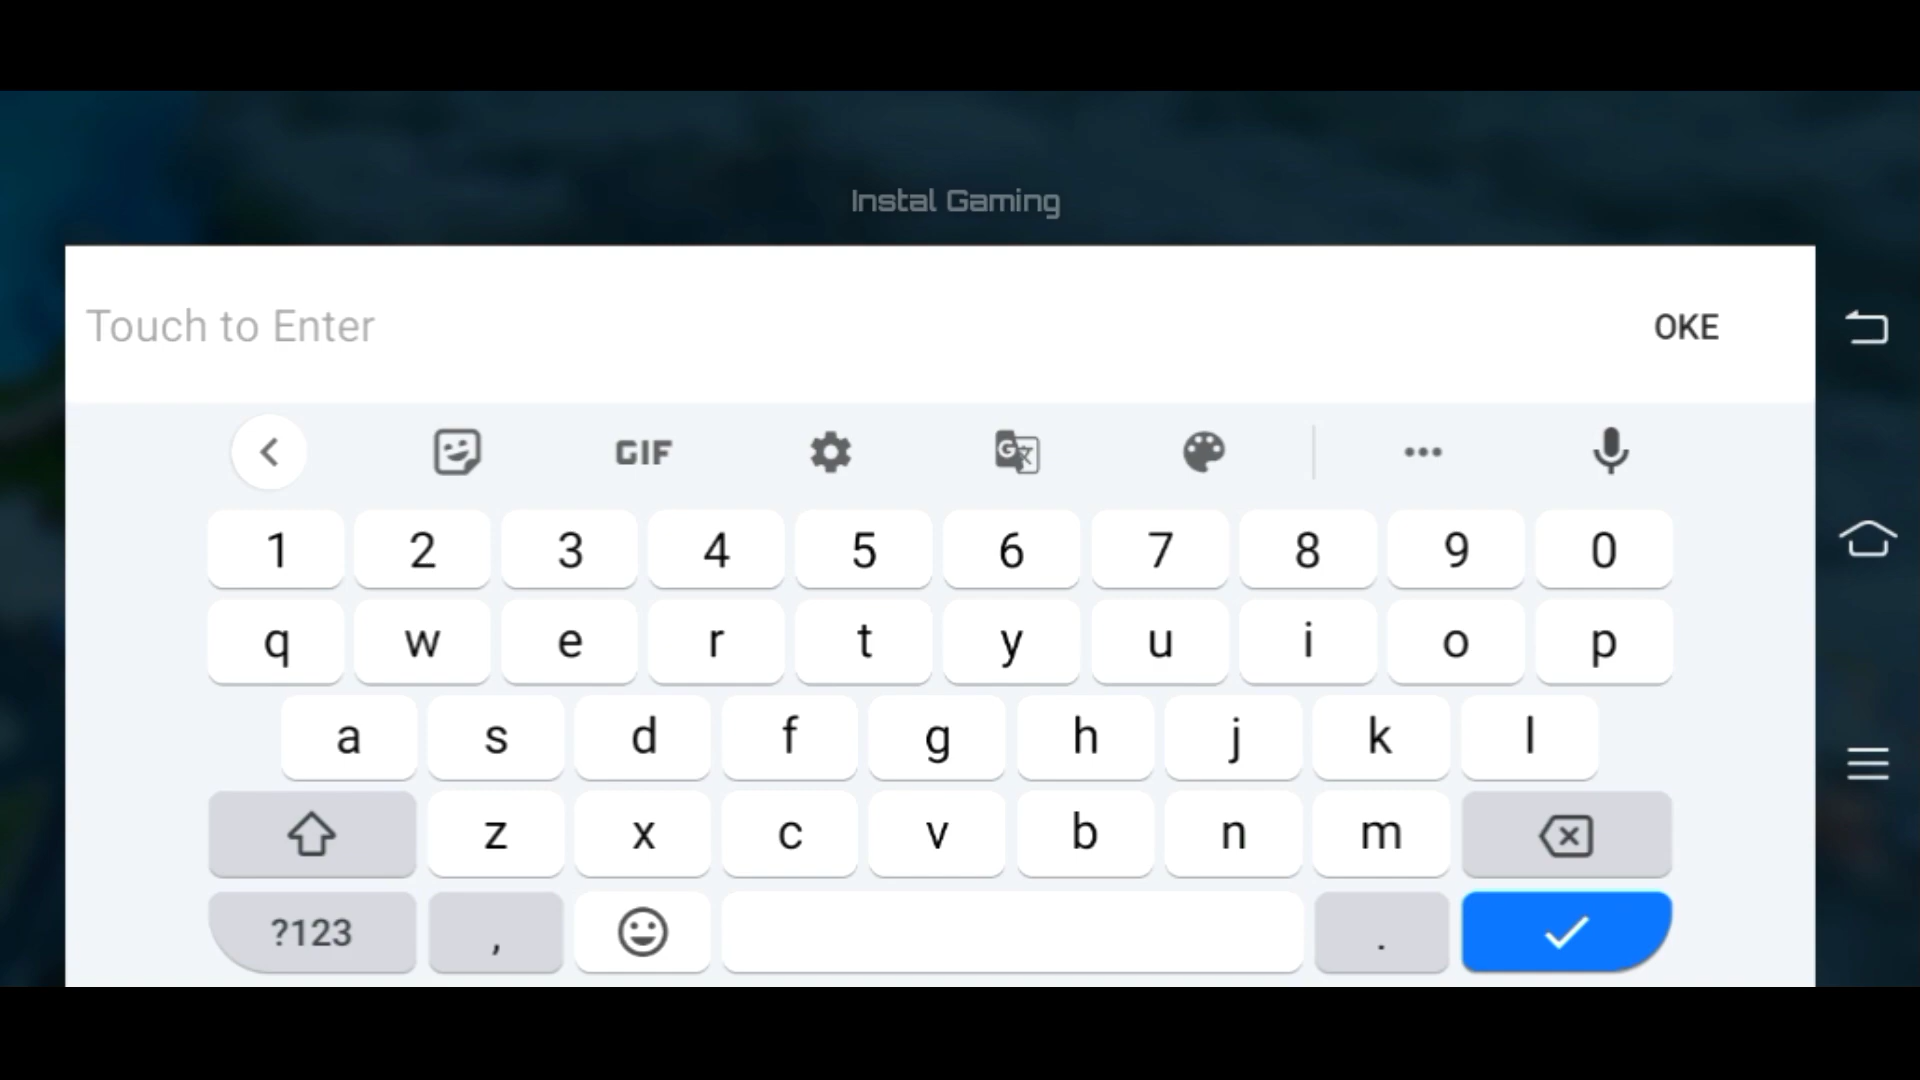 Instal Gaming
Touch to Enter OKE
GIF
1 2 3 4 5 6 7 8 9 0
q w e r t y u i o p
a s d f g h j k l
z x c v b n m
?123 , .